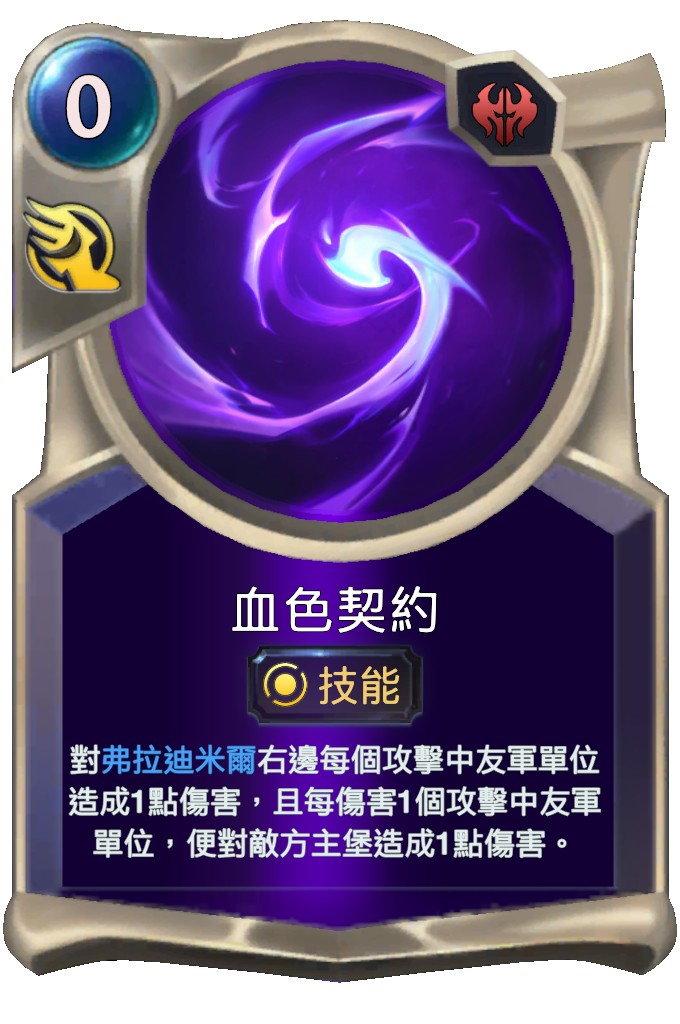 0
血色契約
技能
對弗拉迪米爾右邊每個攻擊中友軍單位
造成1點傷害，且每傷害1個攻擊中友軍
單位，便對敵方主堡造成1點傷害。